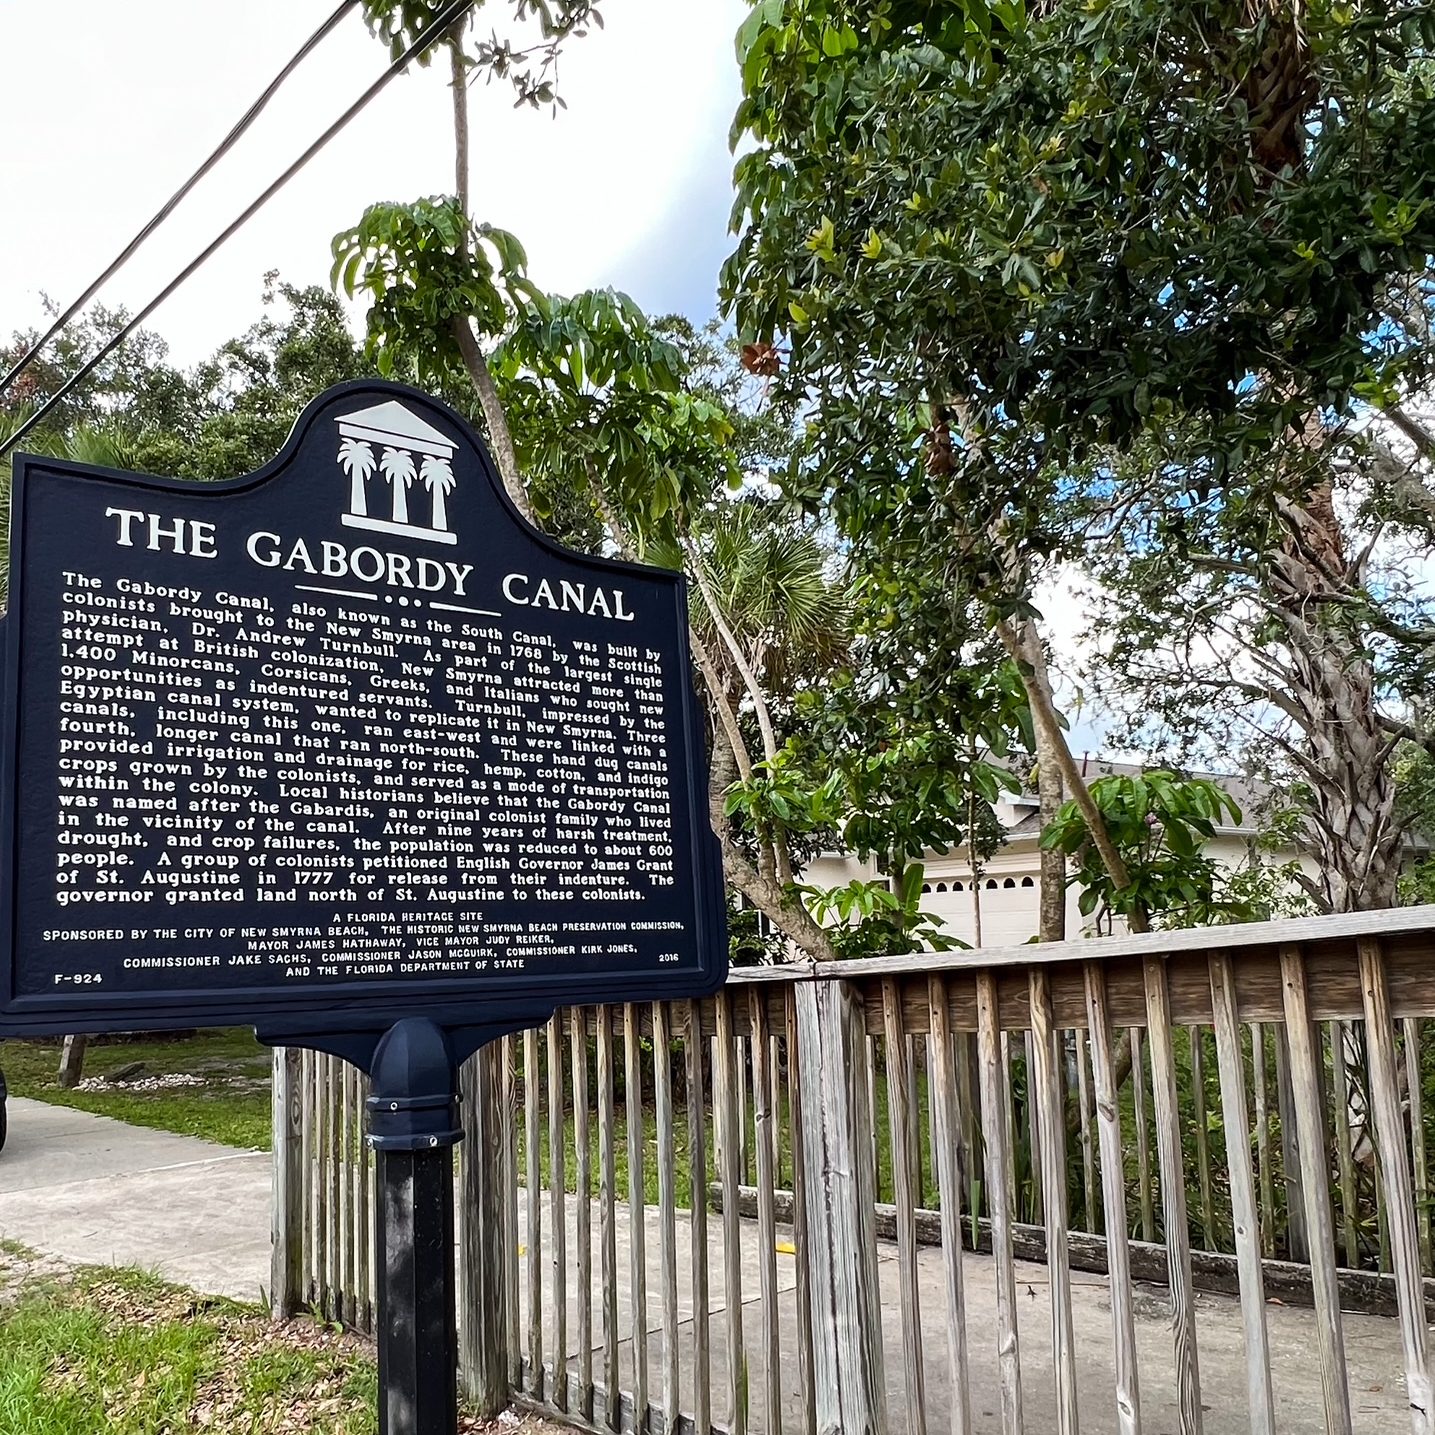 THE GABORDY CANAL
The Gabordy Canal, also known as the South Canal, was built by
colonists brought to the New Smyrna area in 1768 by the Scottish
physician, Dr. Andrew Turnbull. As part of the largest single
attempt at British colonization, New Smyrna attracted more than
1,400 Minorcans, Corsicans, Greeks, and Italians who sought new
opportunities as indentured servants. Turnbull, impressed by the
Egyptian canal system, wanted to replicate it in New Smyrna. Three
canals, including this one, ran east-west and were linked with a
fourth, longer canal that ran north-south. These hand dug canals
provided irrigation and drainage for rice, hemp, cotton, and indigo
crops grown by the colonists, and served as a mode of transportation
within the colony. Local historians believe that the Gabordy Canal
was named after the Gabardis, an original colonist family who lived
in the vicinity of the canal. After nine years of harsh treatment,
drought, and crop failures, the population was reduced to about 600
people. A group of colonists petitioned English Governor James Grant
of St. Augustine in 1777 for release from their indenture. The
governor granted land north of St. Augustine to these colonists.
A FLORIDA HERITAGE SITE
SPONSORED BY THE CITY OF NEW SMYRNA BEACH, THE HISTORIC NEW SMYRNA BEACH PRESERVATION COMMISSION,
MAYOR JAMES HATHAWAY, VICE MAYOR JUDY REIKER,
COMMISSIONER JAKE SACHS, COMMISSIONER JASON MCGUIRK, COMMISSIONER KIRK JONES,
AND THE FLORIDA DEPARTMENT OF STATE
F-924 2016